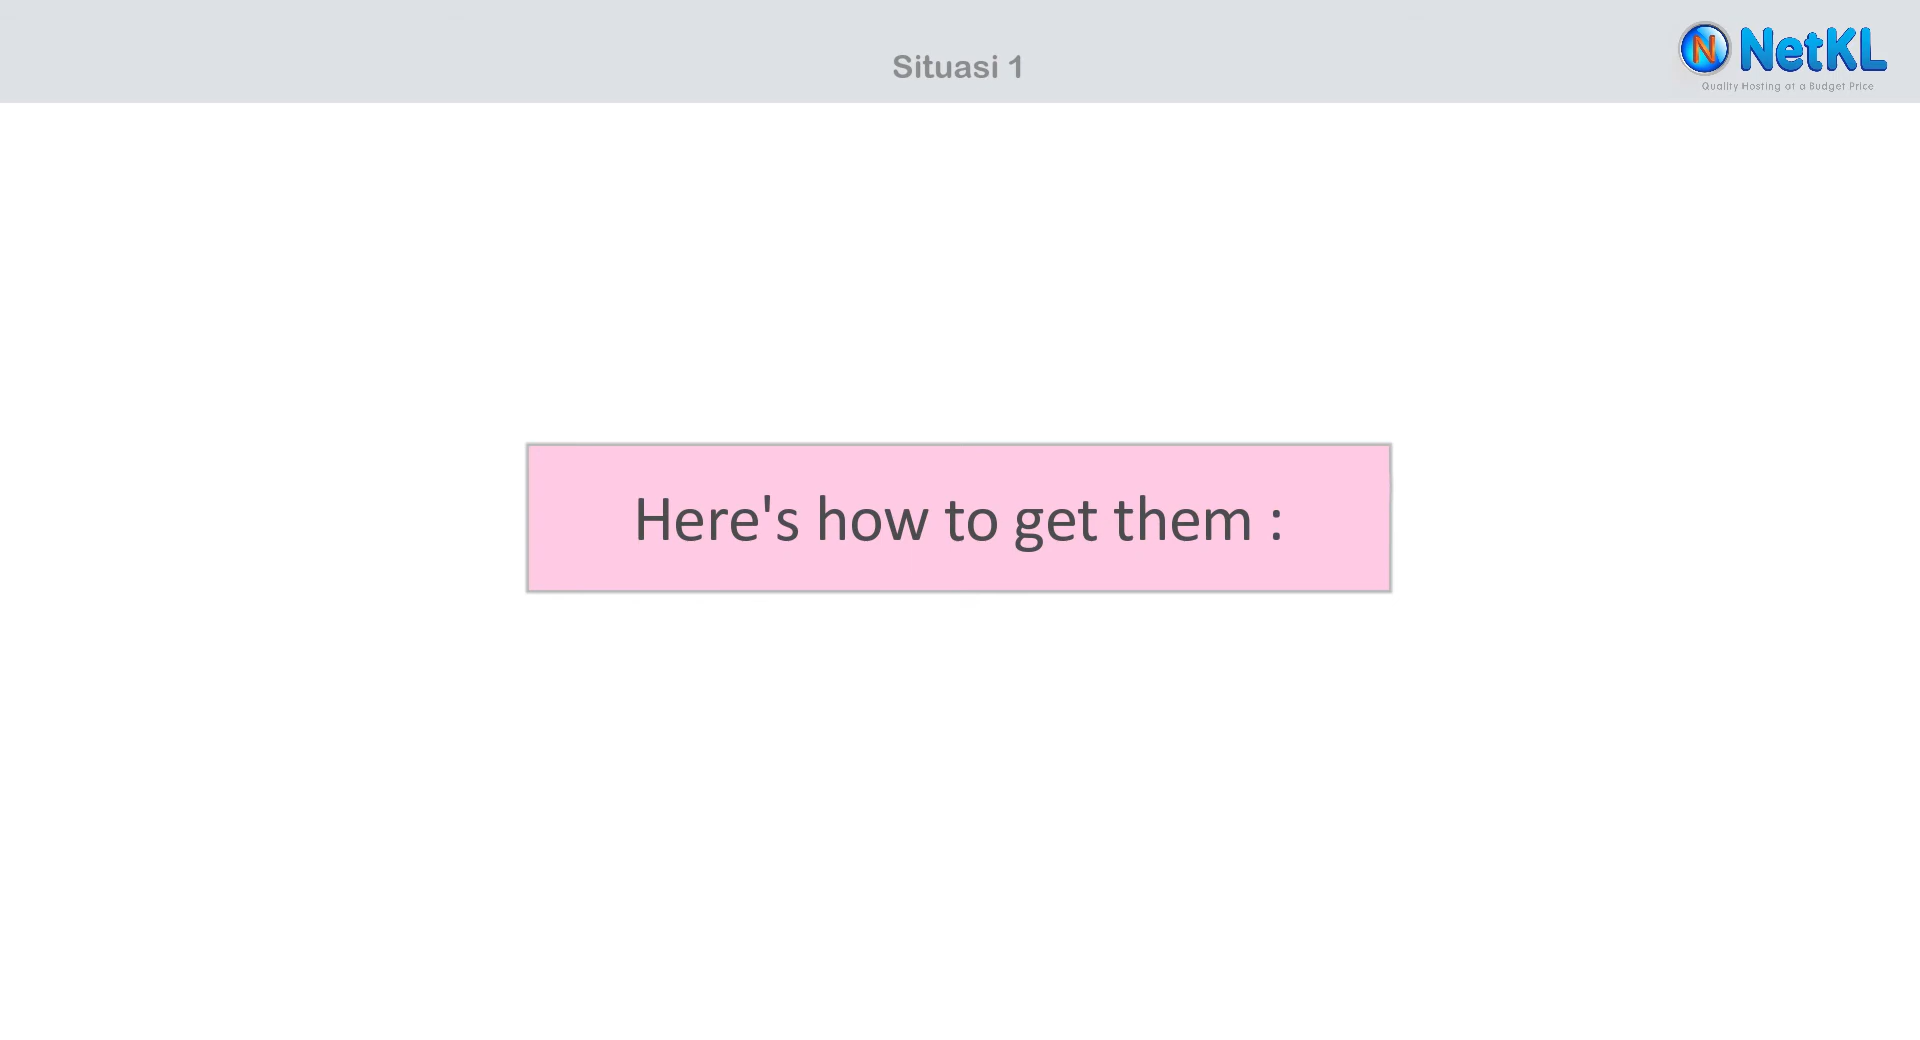 Situasi 1
N NetKL
Quality Hosting at a Budget Price
Here's how to get them :